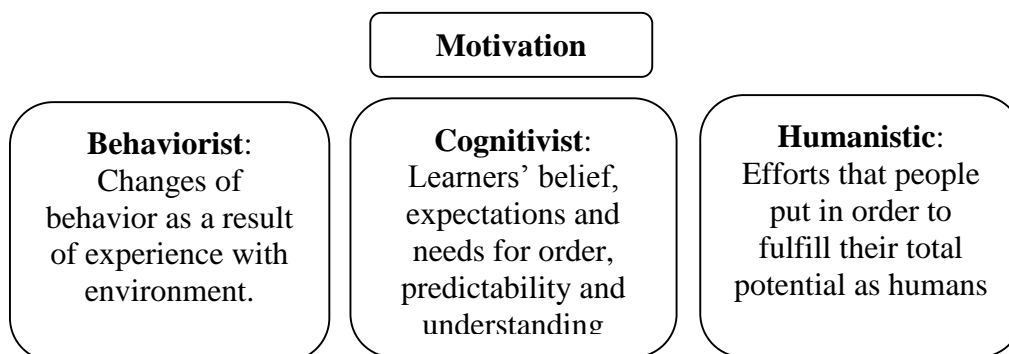 Motivation
Behaviorist:
Changes of
behavior as a result
of experience with
environment.
Cognitivist:
Learners’ belief,
expectations and
needs for order,
predictability and
understanding
Humanistic:
Efforts that people
put in order to
fulfill their total
potential as humans